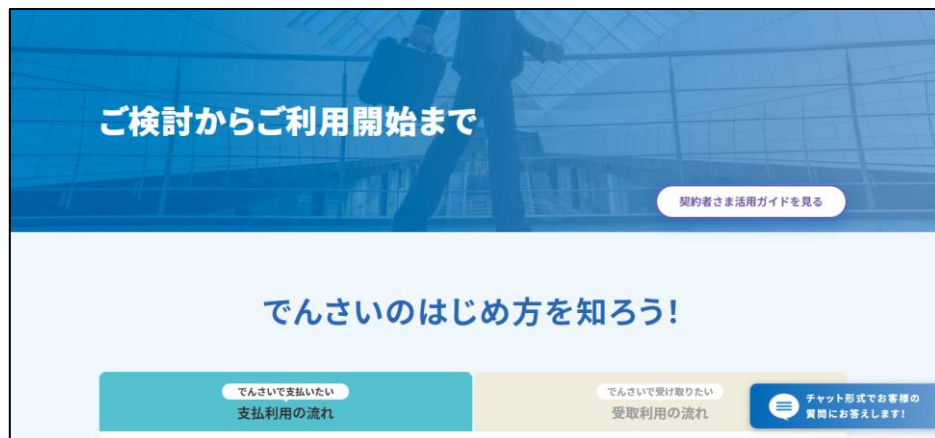 ご検討からご利用開始まで
契約者さま活用ガイドを見る
でんさいのはじめ方を知ろう!
でんさいで支払いたい
支払利用の流れ
でんさいで受け取りたい
受取利用の流れ
チャット形式でお客様の
質問にお答えします!